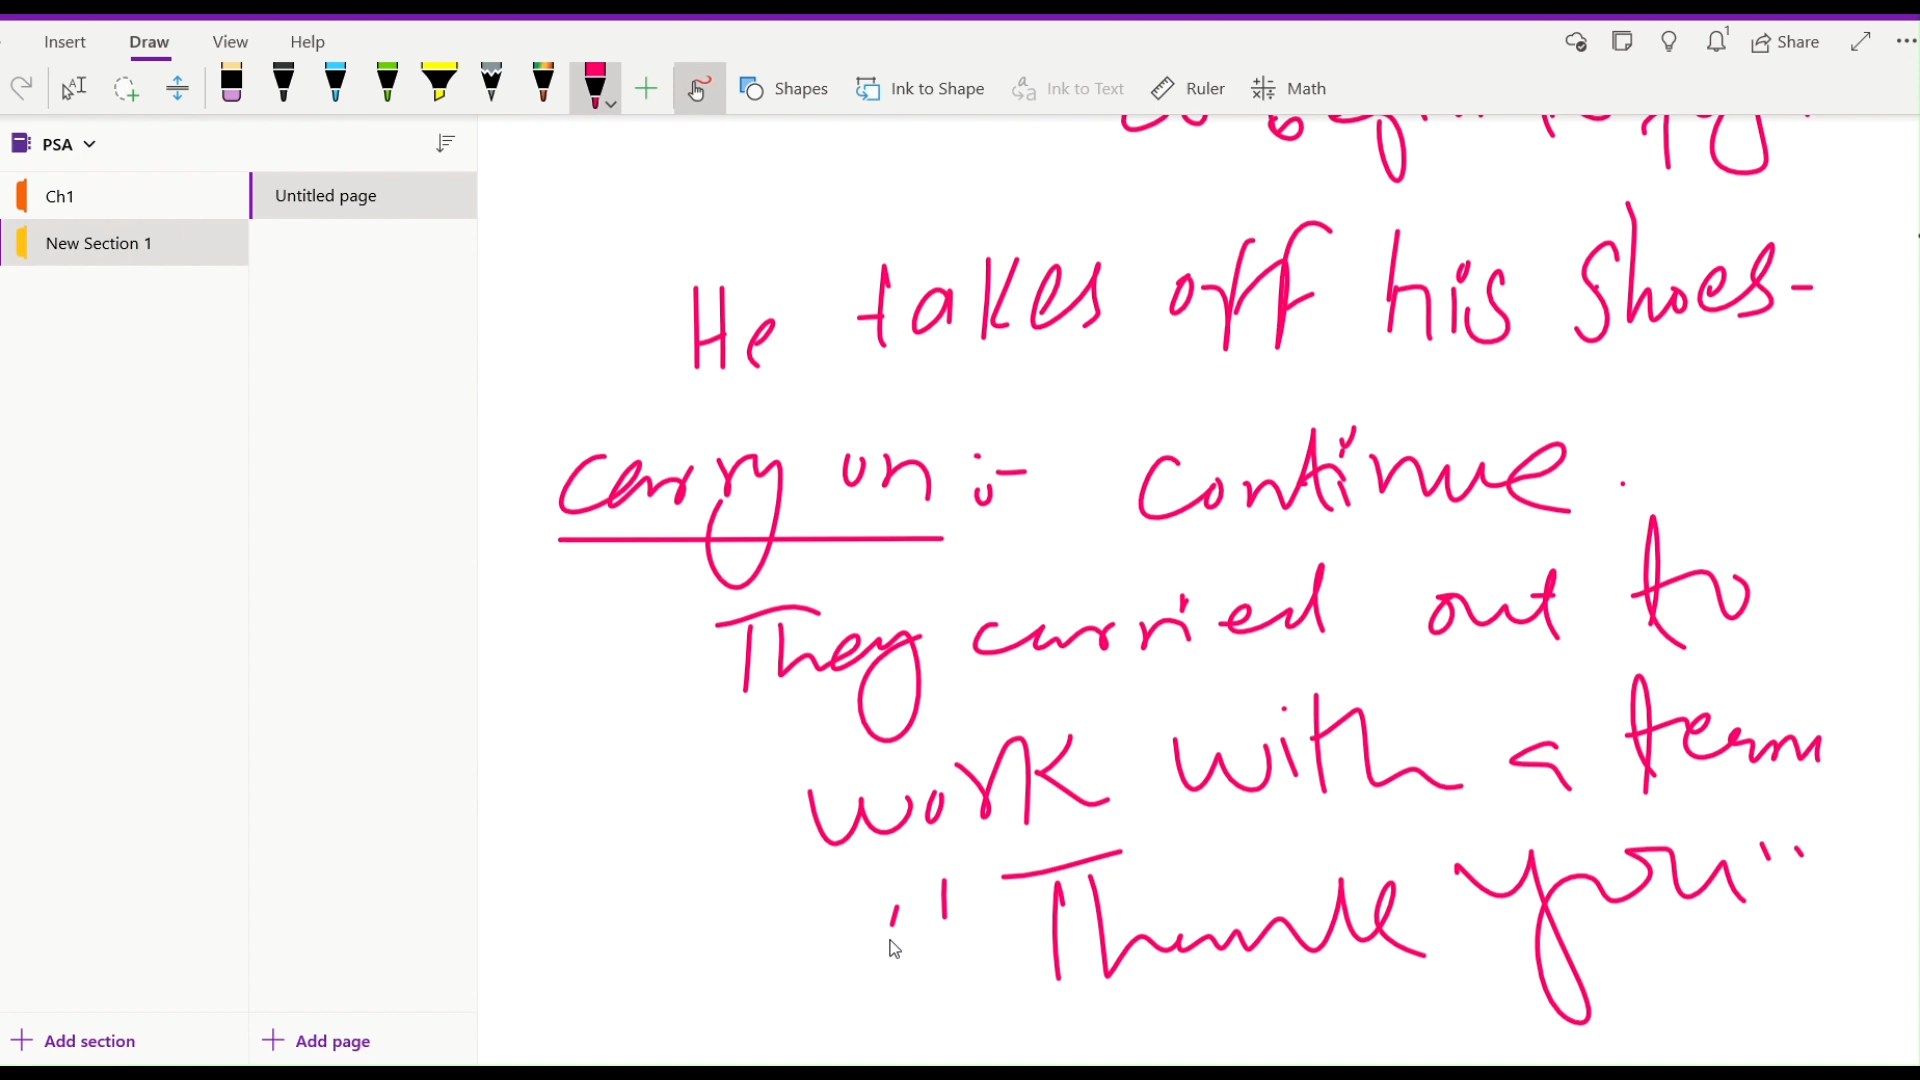 Insert Draw View Help
1
Share
Shapes Ink to Shape Ink to Text Ruler Math
PSA
Ch1
Untitled page
New Section 1
He takes off his shoes-
carry on :- continue.
They carried out to
work with a team
"Thank you"
Add section
Add page